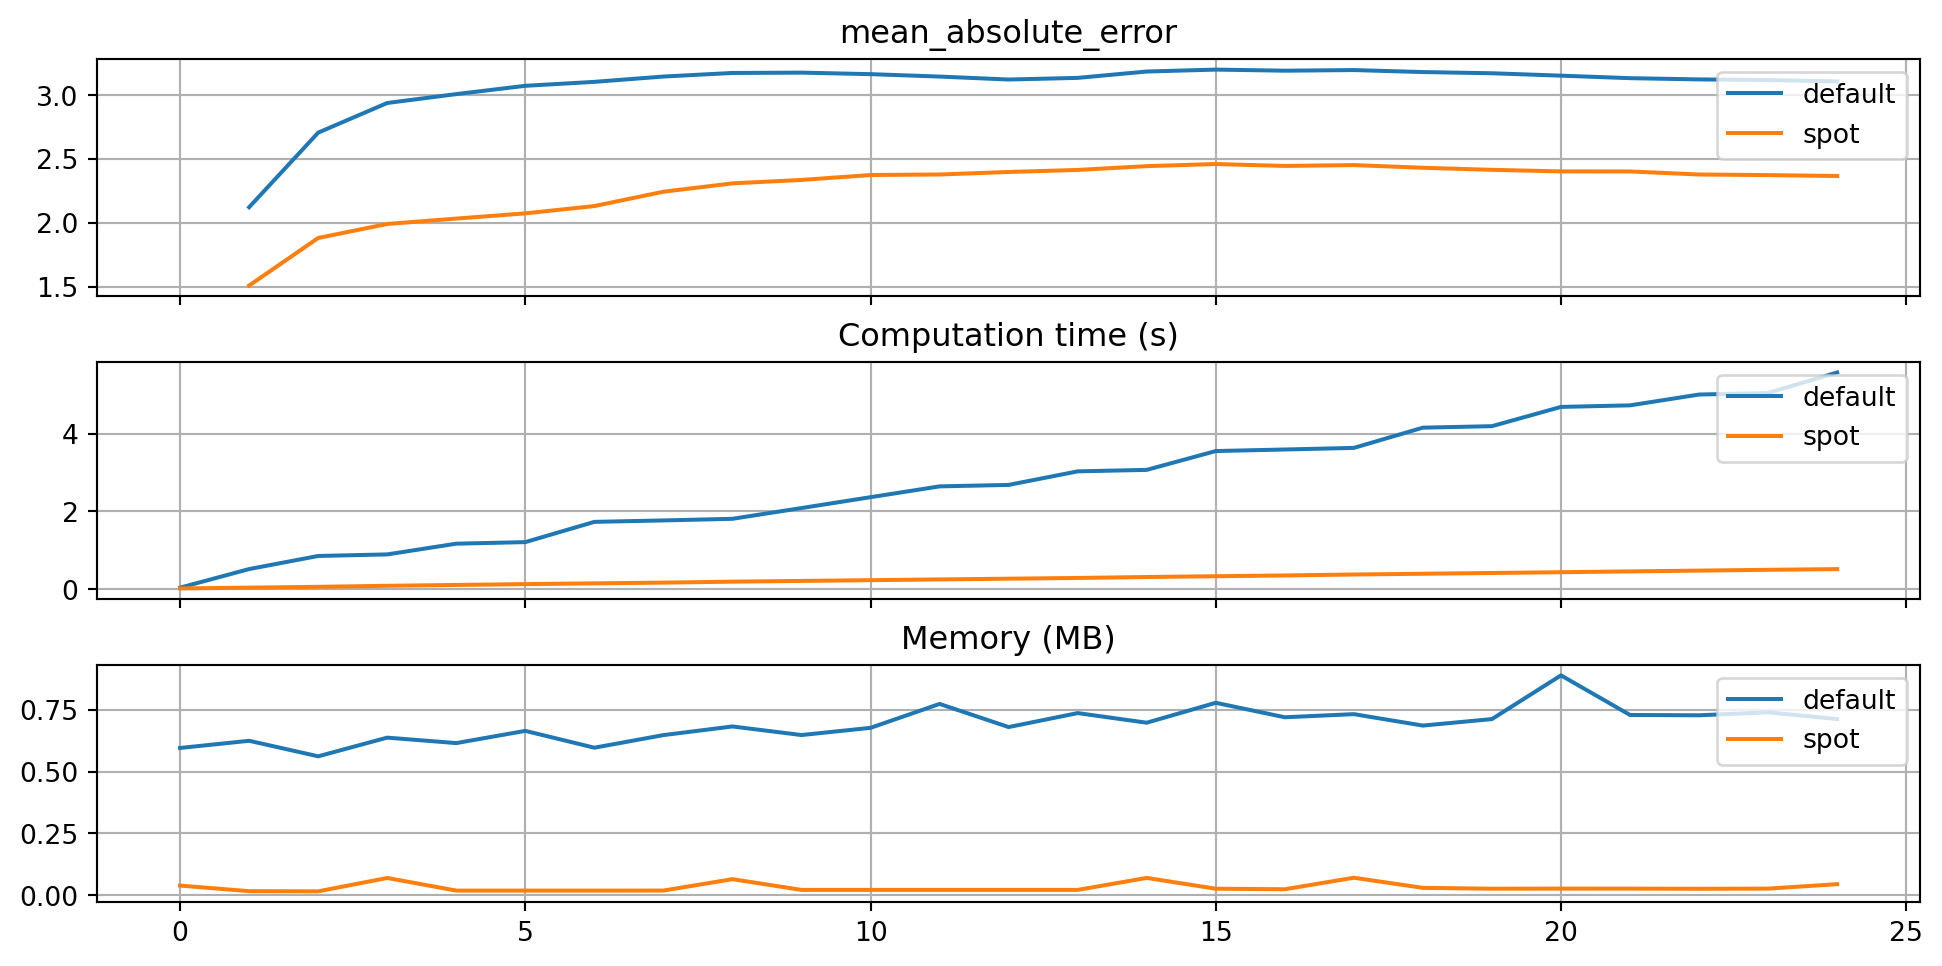 mean_absolute_error
3.0
2.5
2.0
1.5
default
spot
Computation time (s)
4
2
0
default
spot
Memory (MB)
0.75
0.50
0.25
0.00
default
spot
0 5 10 15 20 25